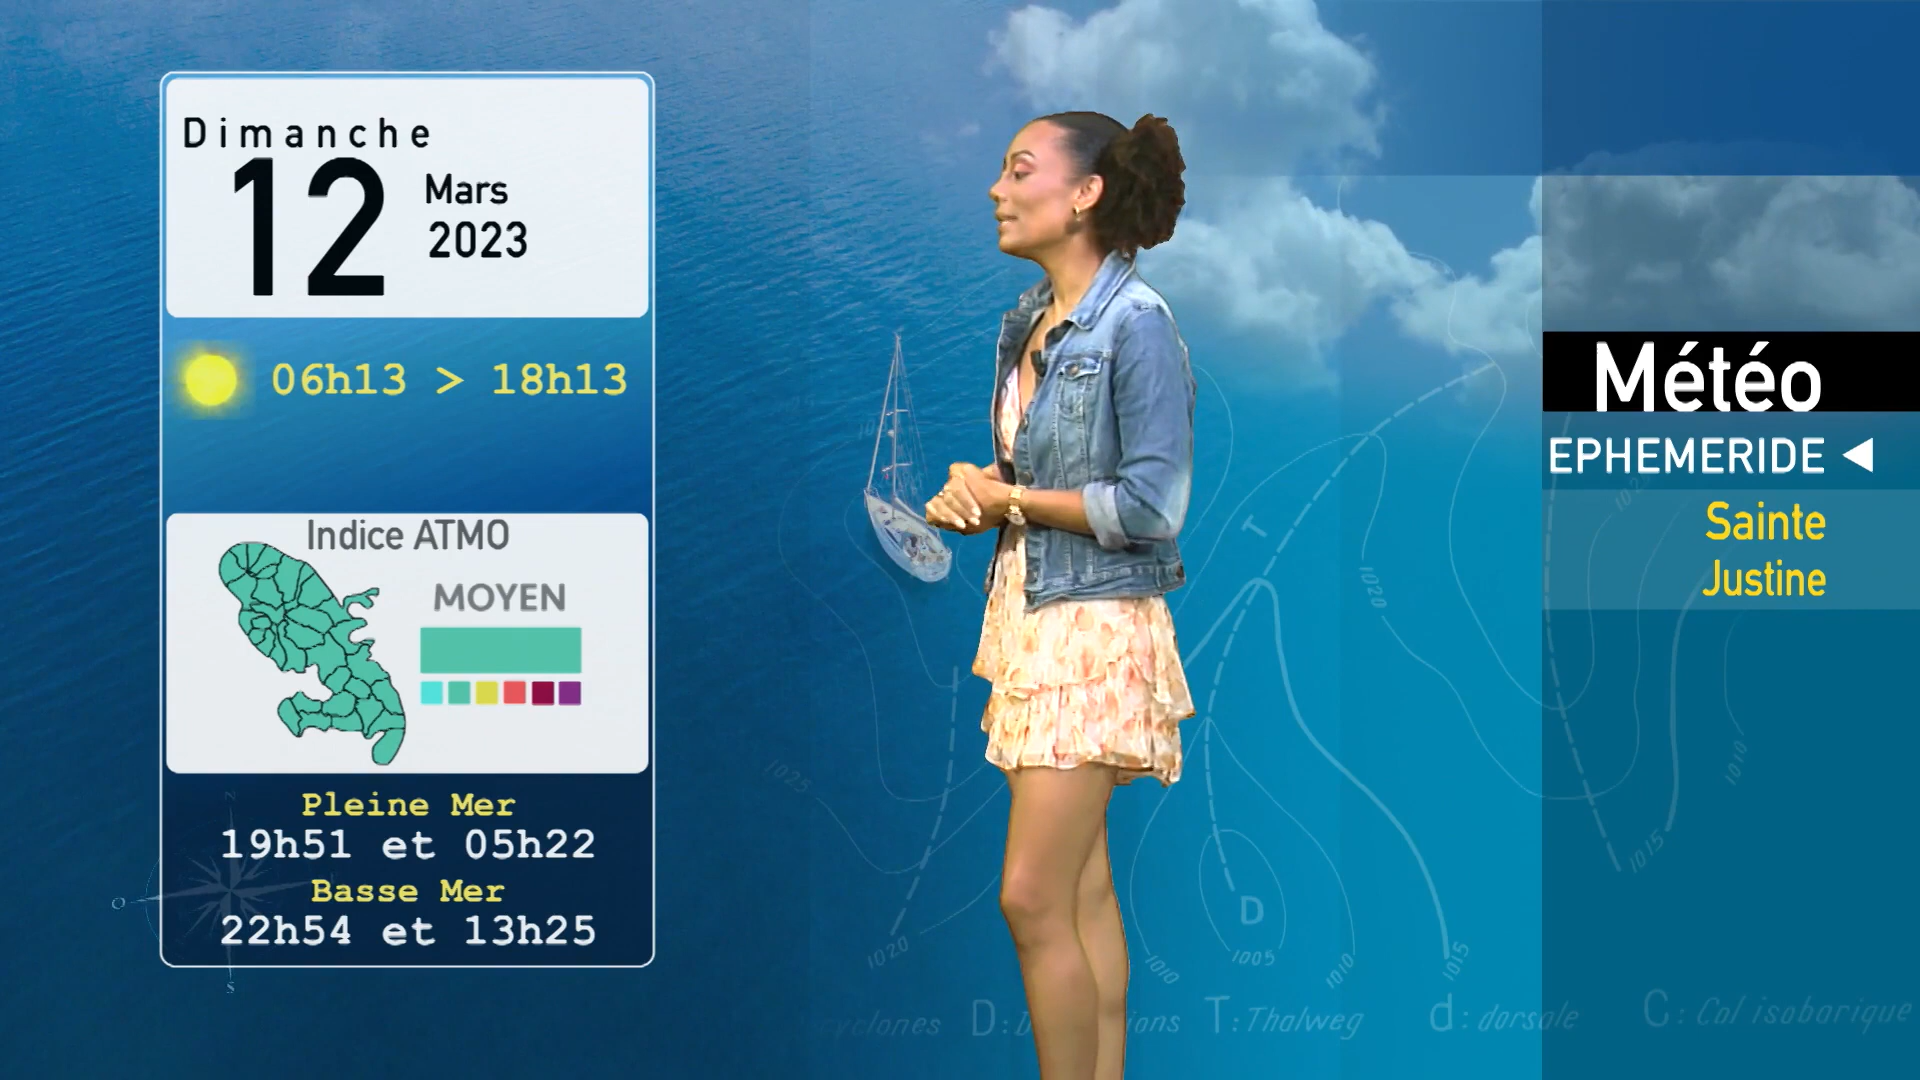 Dimanche
12
Mars
2023
06h13 > 18h13
Indice ATMO
MOYEN
Pleine Mer
19h51 et 05h22
Basse Mer
22h54 et 13h25
Météo
EPHEMERIDE
Sainte
Justine
O
N
S
T
1020
1025
1020
D
1005
1010
1010
1015
1015
1010
D:
T: Thalweg
d: dorsale
C: Col isobarique